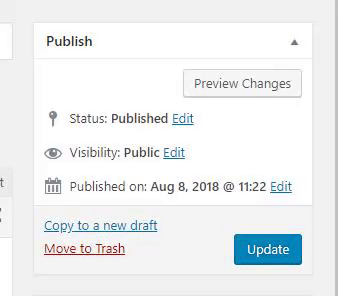 Publish
Preview Changes
Status: Published Edit
Visibility: Public Edit
Published on: Aug 8, 2018 @ 11:22 Edit
Copy to a new draft
Move to Trash
Update